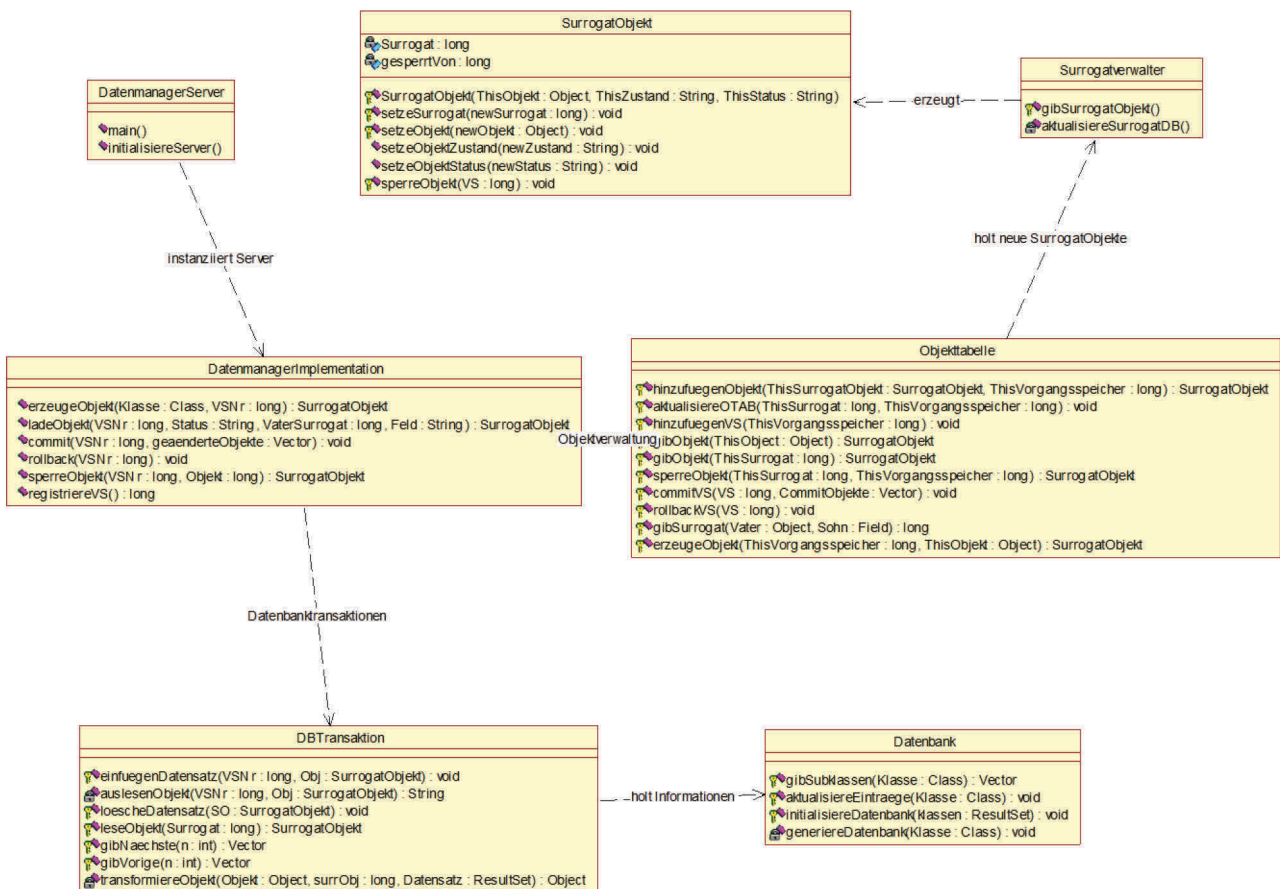 SurrogatObjekt
Surrogat : long
gesperrtVon : long
SurrogatObjekt(ThisObjekt : Object, ThisZustand : String, ThisStatus : String)
setzeSurrogat(newSurrogat : long) : void
setzeObjekt(newObjekt : Object) : void
setzeObjektZustand(newZustand : String) : void
setzeObjektStatus(newStatus : String) : void
sperreObjekt(VS : long) : void
DatenmanagerServer
main()
initialisiereServer()
erzeugt
Surrogatverwalter
gibSurrogatObjekt()
aktualisiereSurrogatDB()
instanziiert Server
holt neue SurrogatObjekte
DatenmanagerImplementation
erzeugeObjekt(Klasse : Class, VSNr : long) : SurrogatObjekt
ladeObjekt(VSNr : long, Status : String, VaterSurrogat : long, Feld : String) : SurrogatObjekt
commit(VSNr : long, geaenderteObjekte : Vector) : void
rollback(VSNr : long) : void
sperreObjekt(VSNr : long, Objekt : long) : SurrogatObjekt
registriereVS() : long
Objektverwaltung
Objekttabelle
hinzufuegenObjekt(ThisSurrogatObjekt : SurrogatObjekt, ThisVorgangsspeicher : long) : SurrogatObjekt
aktualisiereOTAB(ThisSurrogat : long, ThisVorgangsspeicher : long) : void
hinzufuegenVS(ThisVorgangsspeicher : long) : void
gibObjekt(ThisObject : Object) : SurrogatObjekt
gibObjekt(ThisSurrogat : long) : SurrogatObjekt
sperreObjekt(ThisSurrogat : long, ThisVorgangsspeicher : long) : SurrogatObjekt
commitVS(VS : long, CommitObjekte : Vector) : void
rollbackVS(VS : long) : void
gibSurrogat(Vater : Object, Sohn : Field) : long
erzeugeObjekt(ThisVorgangsspeicher : long, ThisObjekt : Object) : SurrogatObjekt
Datenbanktransaktionen
DBTransaktion
einfuegenDatensatz(VSNr : long, Obj : SurrogatObjekt) : void
auslesenObjekt(VSNr : long, Obj : SurrogatObjekt) : String
loescheDatensatz(SO : SurrogatObjekt) : void
leseObjekt(Surrogat : long) : SurrogatObjekt
gibNaechste(n : int) : Vector
gibVorige(n : int) : Vector
transformiereObjekt(Objekt : Object, surrObj : long, Datensatz : ResultSet) : Object
holt Informationen
Datenbank
gibSubklassen(Klasse : Class) : Vector
aktualisiereEintraege(Klasse : Class) : void
initialisiereDatenbank(klassen : ResultSet) : void
generiereDatenbank(Klasse : Class) : void